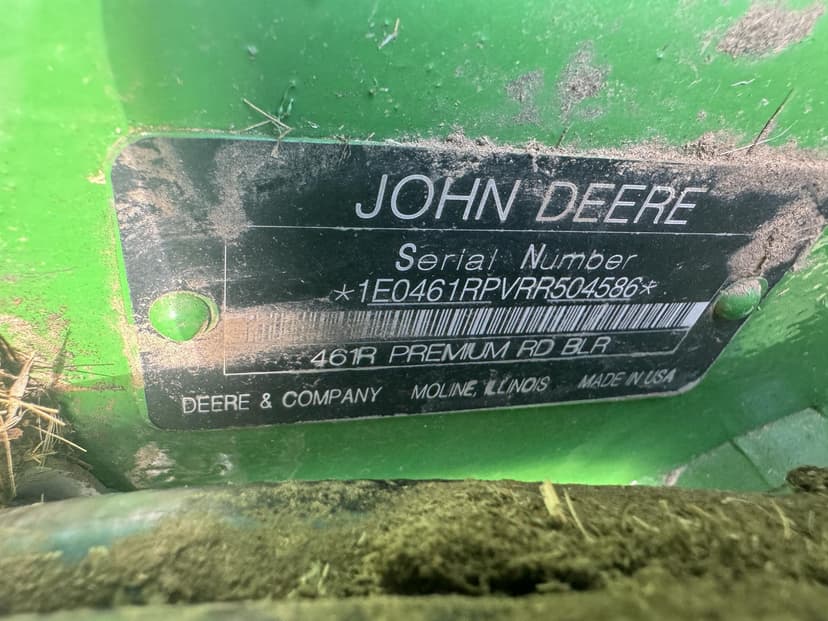 JOHN DEERE
Serial Number
*1E0461RPVRR504586*
461R PREMIUM RD BLR
DEERE & COMPANY MOLINE, ILLINOIS MADE IN USA